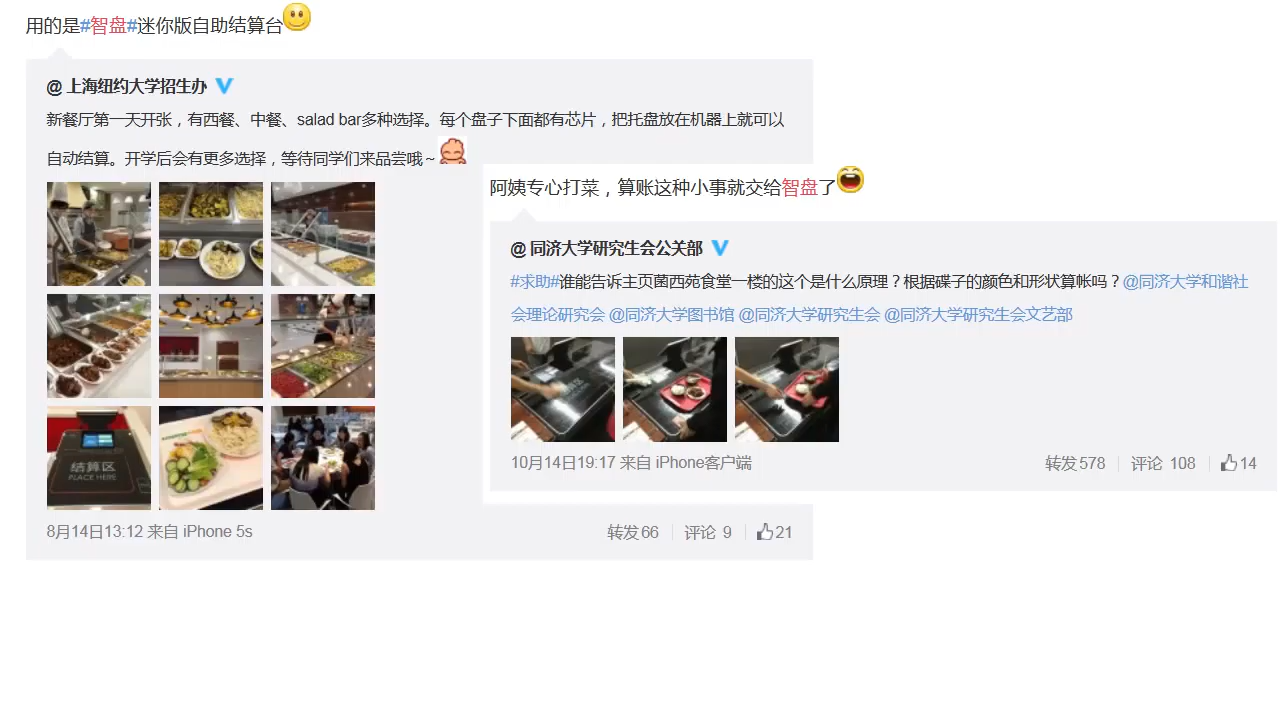 用的是#智盘#迷你版自助结算台
@上海纽约大学招生办
新餐厅第一天开张，有西餐、中餐、salad bar多种选择。每个盘子下面都有芯片，把托盘放在机器上就可以
自动结算。开学后会有更多选择，等待同学们来品尝哦~
结算区
PLACE HERE
8月14日13:12 来自 iPhone 5s
转发66 评论 9 21
阿姨专心打菜，算账这种小事就交给智盘了
@同济大学研究生会公关部
#求助#谁能告诉主页菌西苑食堂一楼的这个是什么原理？根据碟子的颜色和形状算帐吗？@同济大学和谐社
会理论研究会 @同济大学图书馆 @同济大学研究生会 @同济大学研究生会文艺部
10月14日19:17 来自 iPhone客户端
转发578 评论 108 14